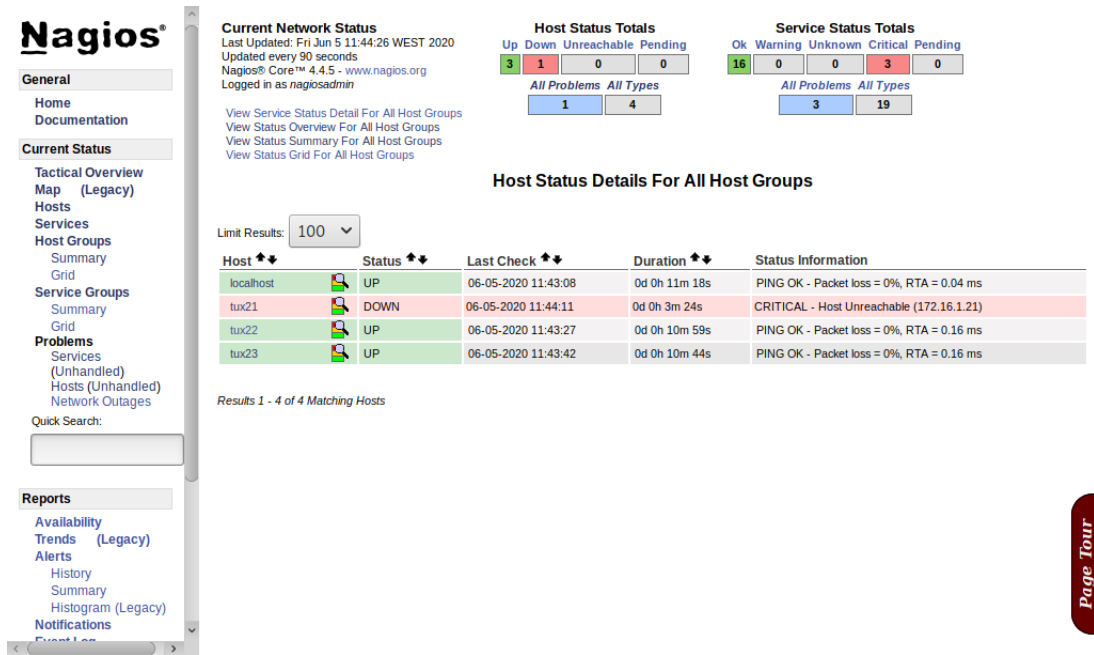 Nagios®
General
Home
Documentation
Current Status
Tactical Overview
Map (Legacy)
Hosts
Services
Host Groups
Summary
Grid
Service Groups
Summary
Grid
Problems
Services
(Unhandled)
Hosts (Unhandled)
Network Outages
Quick Search:
Reports
Availability
Trends (Legacy)
Alerts
History
Summary
Histogram (Legacy)
Notifications
Event Log
Current Network Status
Last Updated: Fri Jun 5 11:44:26 WEST 2020
Updated every 90 seconds
Nagios® Core™ 4.4.5 - www.nagios.org
Logged in as nagiosadmin
View Service Status Detail For All Host Groups
View Status Overview For All Host Groups
View Status Summary For All Host Groups
View Status Grid For All Host Groups
Host Status Totals
Up Down Unreachable Pending
3 1 0 0
All Problems All Types
1 4
Service Status Totals
Ok Warning Unknown Critical Pending
16 0 0 3 0
All Problems All Types
3 19
Host Status Details For All Host Groups
Limit Results: 100
Host Status Last Check Duration Status Information
localhost UP 06-05-2020 11:43:08 0d 0h 11m 18s PING OK - Packet loss = 0%, RTA = 0.04 ms
tux21 DOWN 06-05-2020 11:44:11 0d 0h 3m 24s CRITICAL - Host Unreachable (172.16.1.21)
tux22 UP 06-05-2020 11:43:27 0d 0h 10m 59s PING OK - Packet loss = 0%, RTA = 0.16 ms
tux23 UP 06-05-2020 11:43:42 0d 0h 10m 44s PING OK - Packet loss = 0%, RTA = 0.16 ms
Results 1 - 4 of 4 Matching Hosts
Page Tour